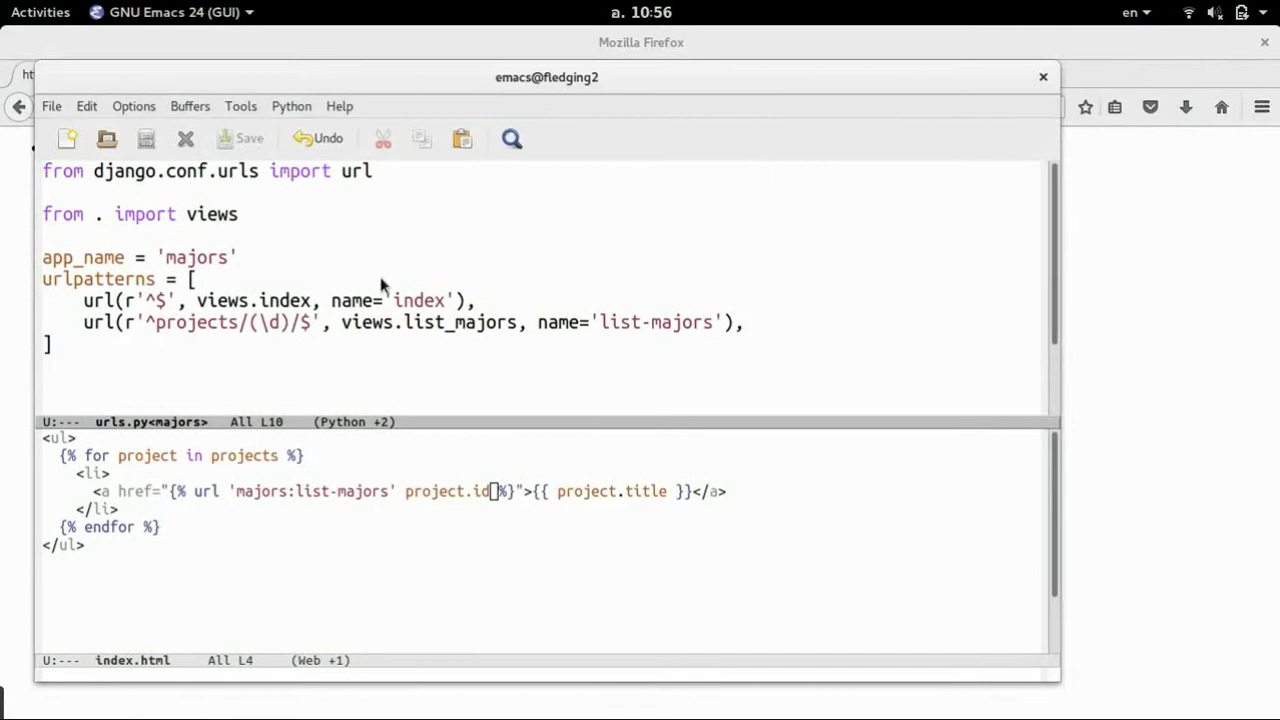 Activities GNU Emacs 24 (GUI) อ. 10:56 en
Mozilla Firefox
emacs@fledging2
File Edit Options Buffers Tools Python Help
Save Undo
from django.conf.urls import url
from . import views
app_name = 'majors'
urlpatterns = [
url(r'^$', views.index, name='index'),
url(r'^projects/(\d)/$', views.list_majors, name='list-majors'),
]
U:--- urls.py<majors> All L10 (Python +2)
<ul>
{% for project in projects %}
<li>
<a href="{% url 'majors:list-majors' project.id %}">{{ project.title }}</a>
</li>
{% endfor %}
</ul>
U:--- index.html All L4 (Web +1)